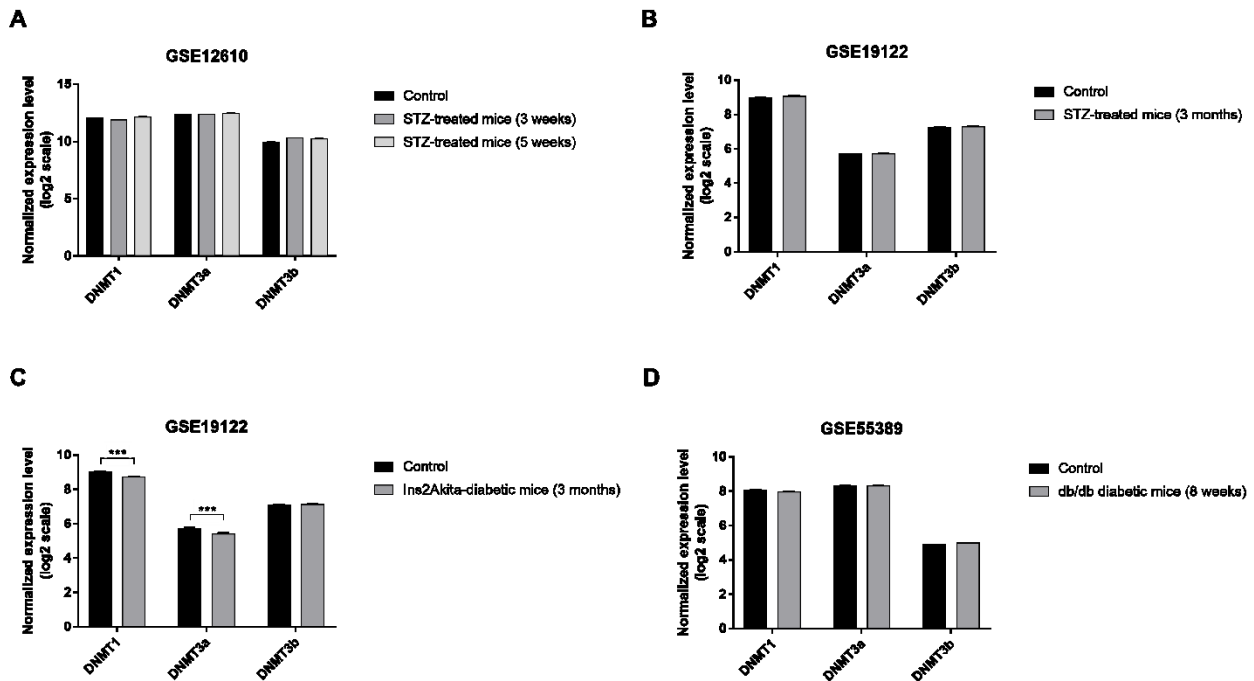 A
GSE12610
Normalized expression level
(log2 scale)
15
10
5
0
DNMT1
DNMT3a
DNMT3b
Control
STZ-treated mice (3 weeks)
STZ-treated mice (5 weeks)
B
GSE19122
Normalized expression level
(log2 scale)
10
8
6
4
2
0
DNMT1
DNMT3a
DNMT3b
Control
STZ-treated mice (3 months)
C
GSE19122
Normalized expression level
(log2 scale)
10
8
6
4
2
0
***
***
DNMT1
DNMT3a
DNMT3b
Control
Ins2Akita-diabetic mice (3 months)
D
GSE55389
Normalized expression level
(log2 scale)
10
8
6
4
2
0
DNMT1
DNMT3a
DNMT3b
Control
db/db diabetic mice (8 weeks)